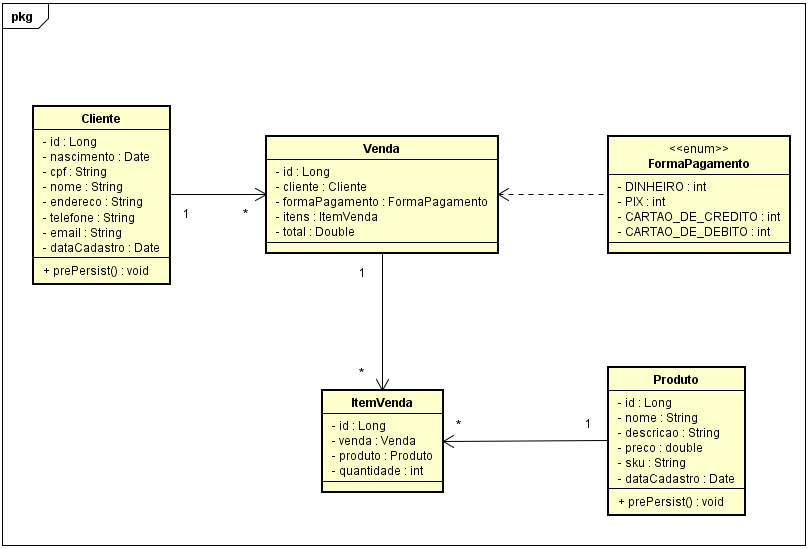 pkg
Cliente
- id : Long
- nascimento : Date
- cpf : String
- nome : String
- endereco : String
- telefone : String
- email : String
- dataCadastro : Date
+ prePersist() : void
Venda
- id : Long
- cliente : Cliente
- formaPagamento : FormaPagamento
- itens : ItemVenda
- total : Double
<<enum>>
FormaPagamento
- DINHEIRO : int
- PIX : int
- CARTAO_DE_CREDITO : int
- CARTAO_DE_DEBITO : int
1
*
1
*
ItemVenda
- id : Long
- venda : Venda
- produto : Produto
- quantidade : int
*
1
Produto
- id : Long
- nome : String
- descricao : String
- preco : double
- sku : String
- dataCadastro : Date
+ prePersist() : void